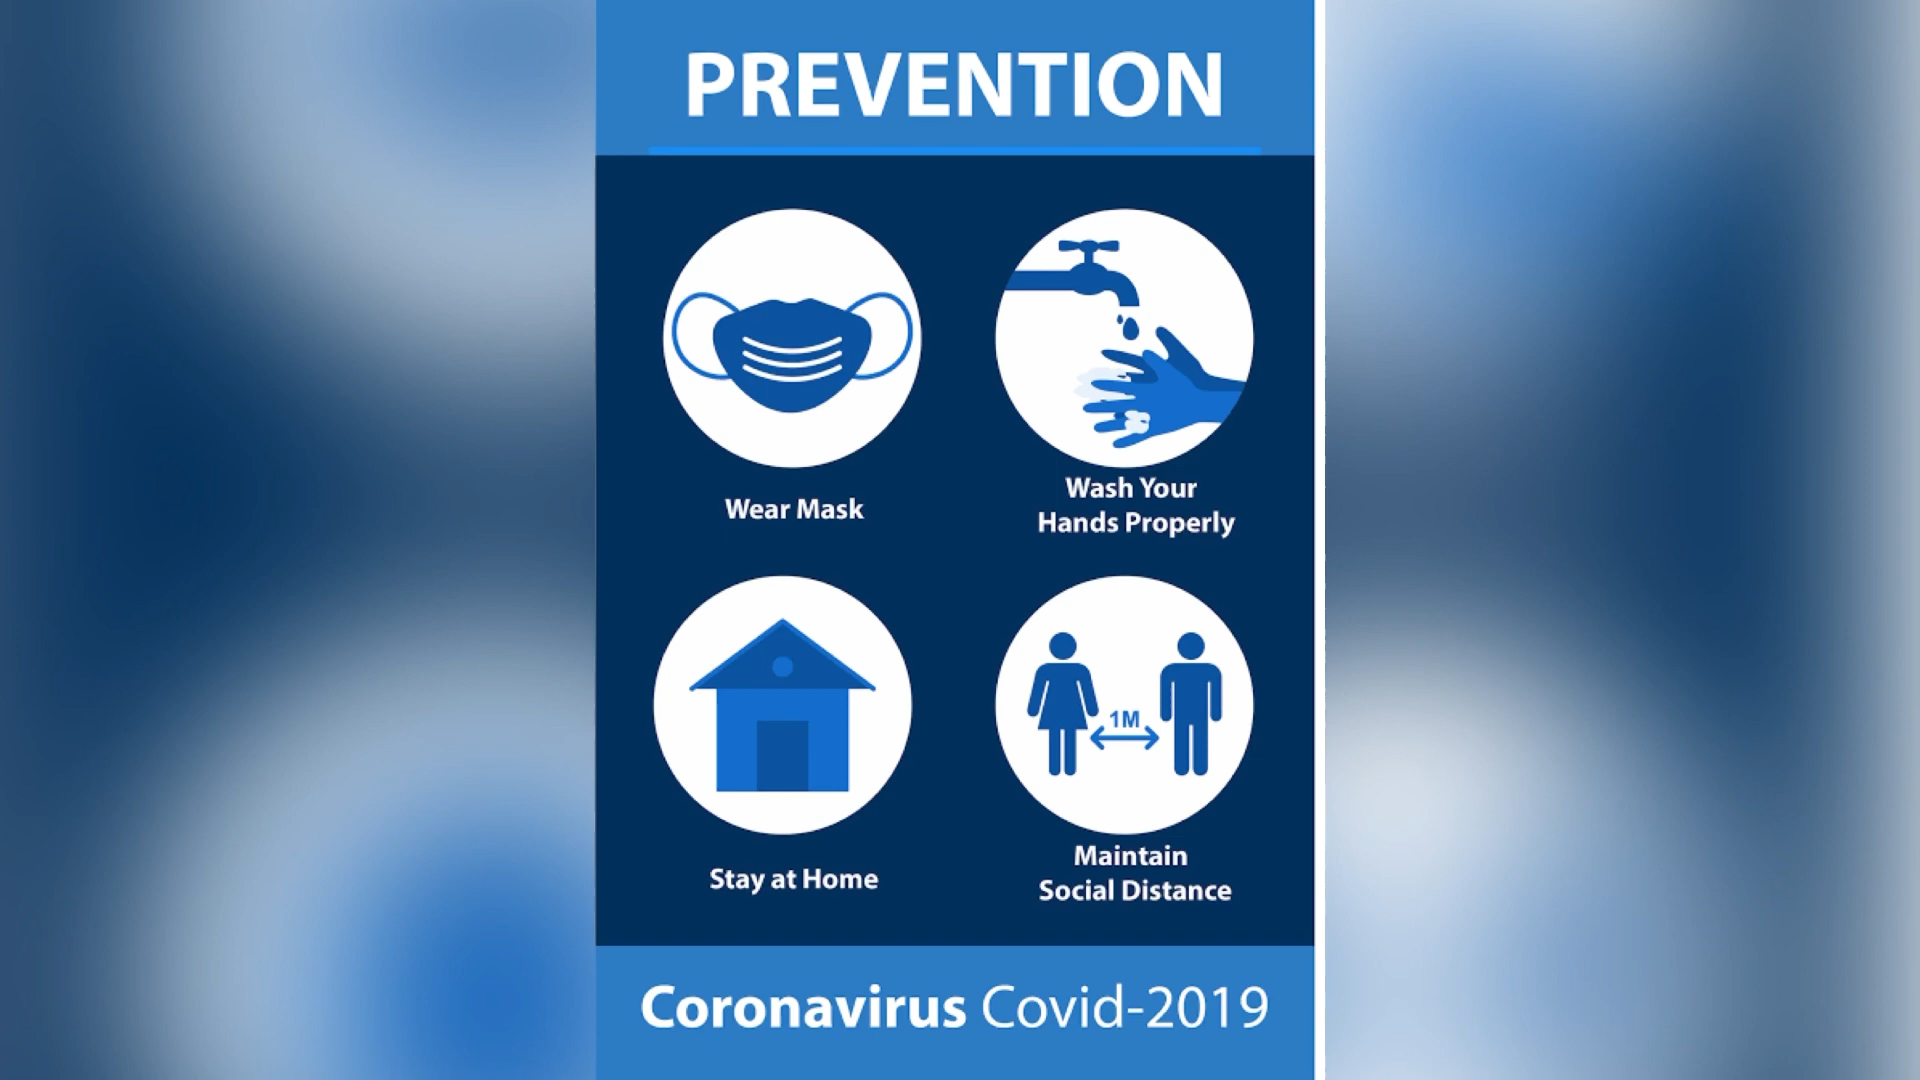 PREVENTION
Wear Mask
Wash Your
Hands Properly
Stay at Home
1M
Maintain
Social Distance
Coronavirus Covid-2019